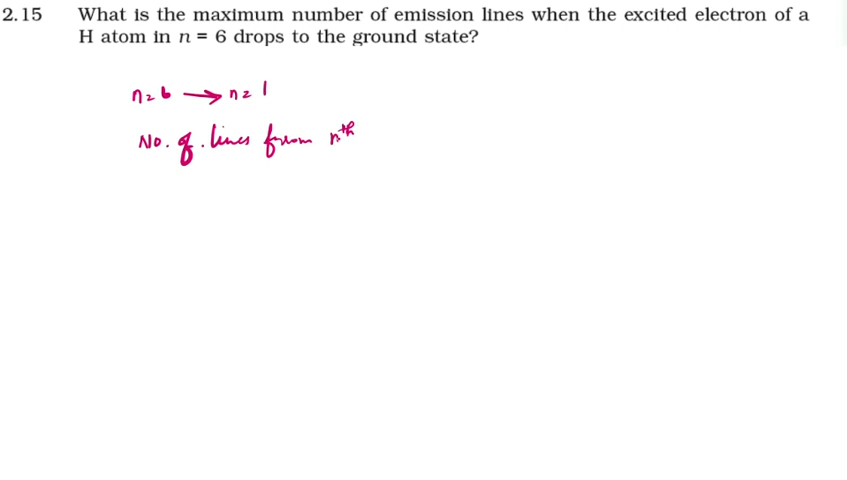 2.15 What is the maximum number of emission lines when the excited electron of a
H atom in n = 6 drops to the ground state?
n=6 → n=1
No. of. lines from nth